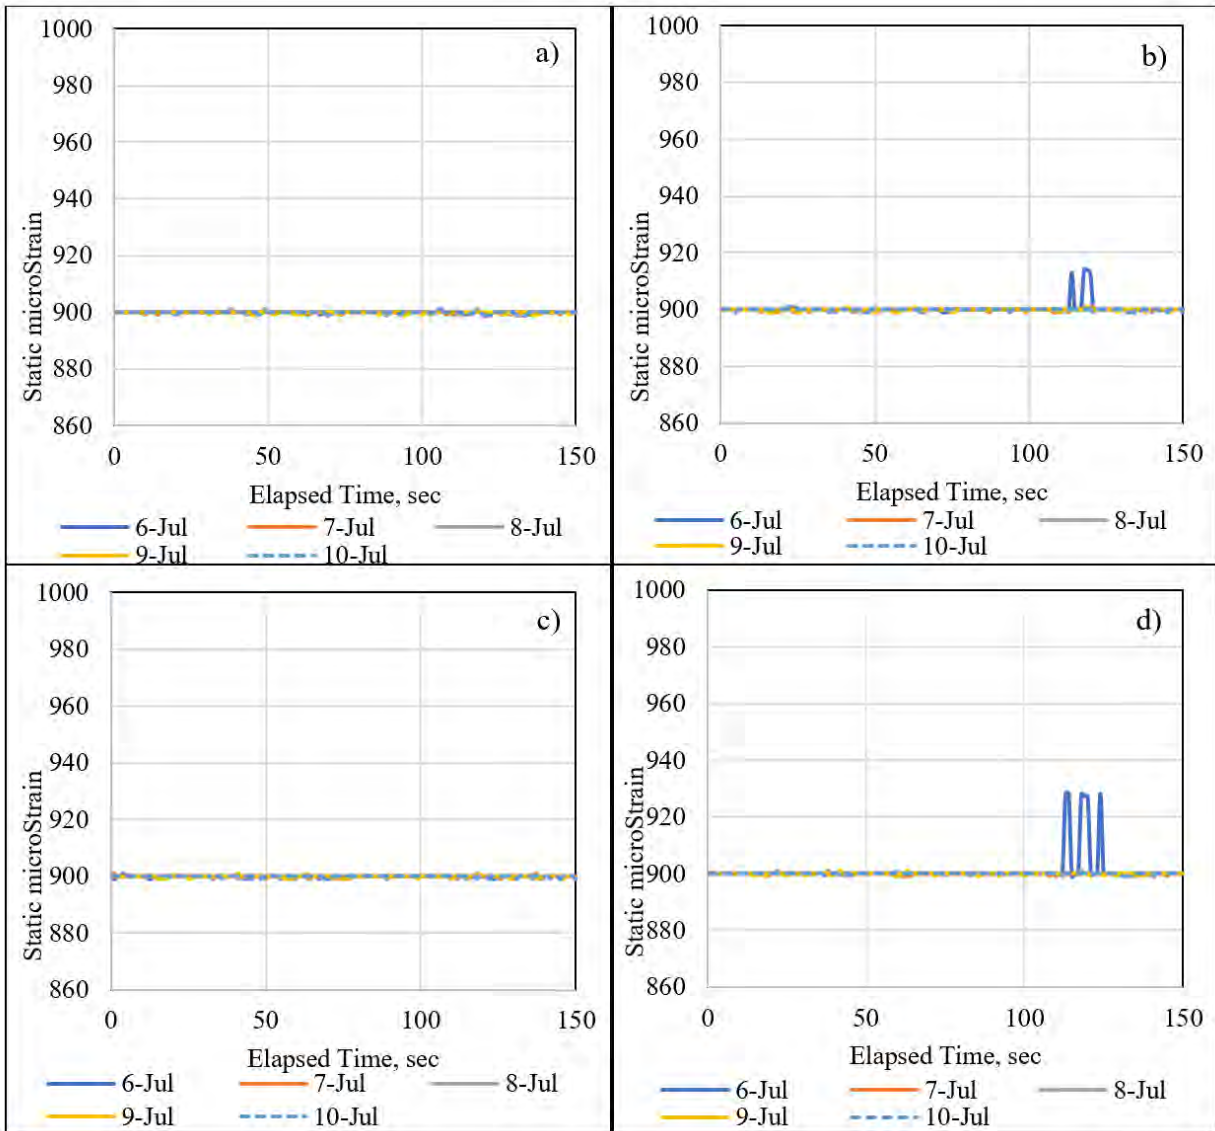 a)
Static microStrain
1000
980
960
940
920
900
880
860
0 50 100 150
Elapsed Time, sec
6-Jul 7-Jul 8-Jul
9-Jul 10-Jul
b)
Static microStrain
1000
980
960
940
920
900
880
860
0 50 100 150
Elapsed Time, sec
6-Jul 7-Jul 8-Jul
9-Jul 10-Jul
c)
Static microStrain
1000
980
960
940
920
900
880
860
0 50 100 150
Elapsed Time, sec
6-Jul 7-Jul 8-Jul
9-Jul 10-Jul
d)
Static microStrain
1000
980
960
940
920
900
880
860
0 50 100 150
Elapsed Time, sec
6-Jul 7-Jul 8-Jul
9-Jul 10-Jul